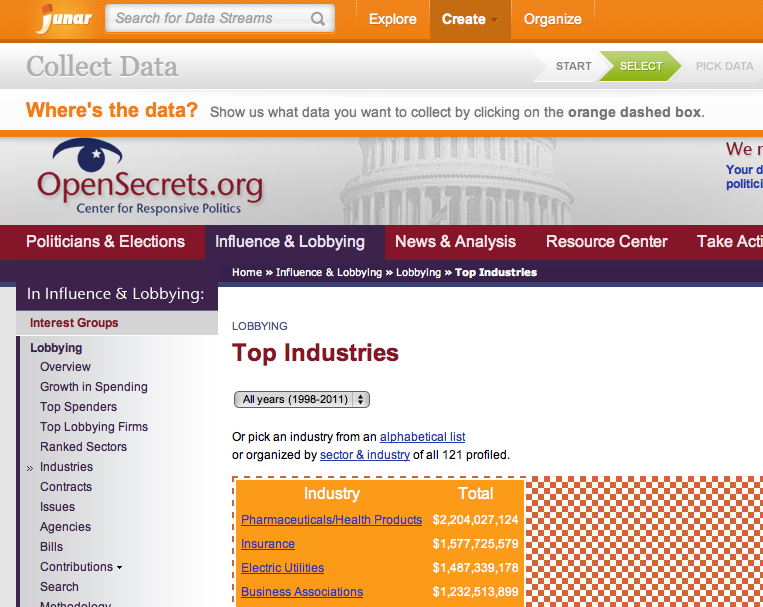 junar
Search for Data Streams
Explore
Create
Organize
Collect Data
START
SELECT
PICK DATA
Where's the data? Show us what data you want to collect by clicking on the orange dashed box.
OpenSecrets.org
Center for Responsive Politics
We
Your
Politicians & Elections
Influence & Lobbying
News & Analysis
Resource Center
Take
Home » Influence & Lobbying » Lobbying » Top Industries
In Influence & Lobbying:
Interest Groups
Lobbying
Overview
Growth in Spending
Top Spenders
Top Lobbying Firms
Ranked Sectors
» Industries
Contracts
Issues
Agencies
Bills
Contributions
Search
Methodology
LOBBYING
Top Industries
All years (1998-2011)
Or pick an industry from an alphabetical list
or organized by sector & industry of all 121 profiled.
Industry Total
Pharmaceuticals/Health Products $2,204,027,124
Insurance $1,577,725,579
Electric Utilities $1,487,339,178
Business Associations $1,232,513,899